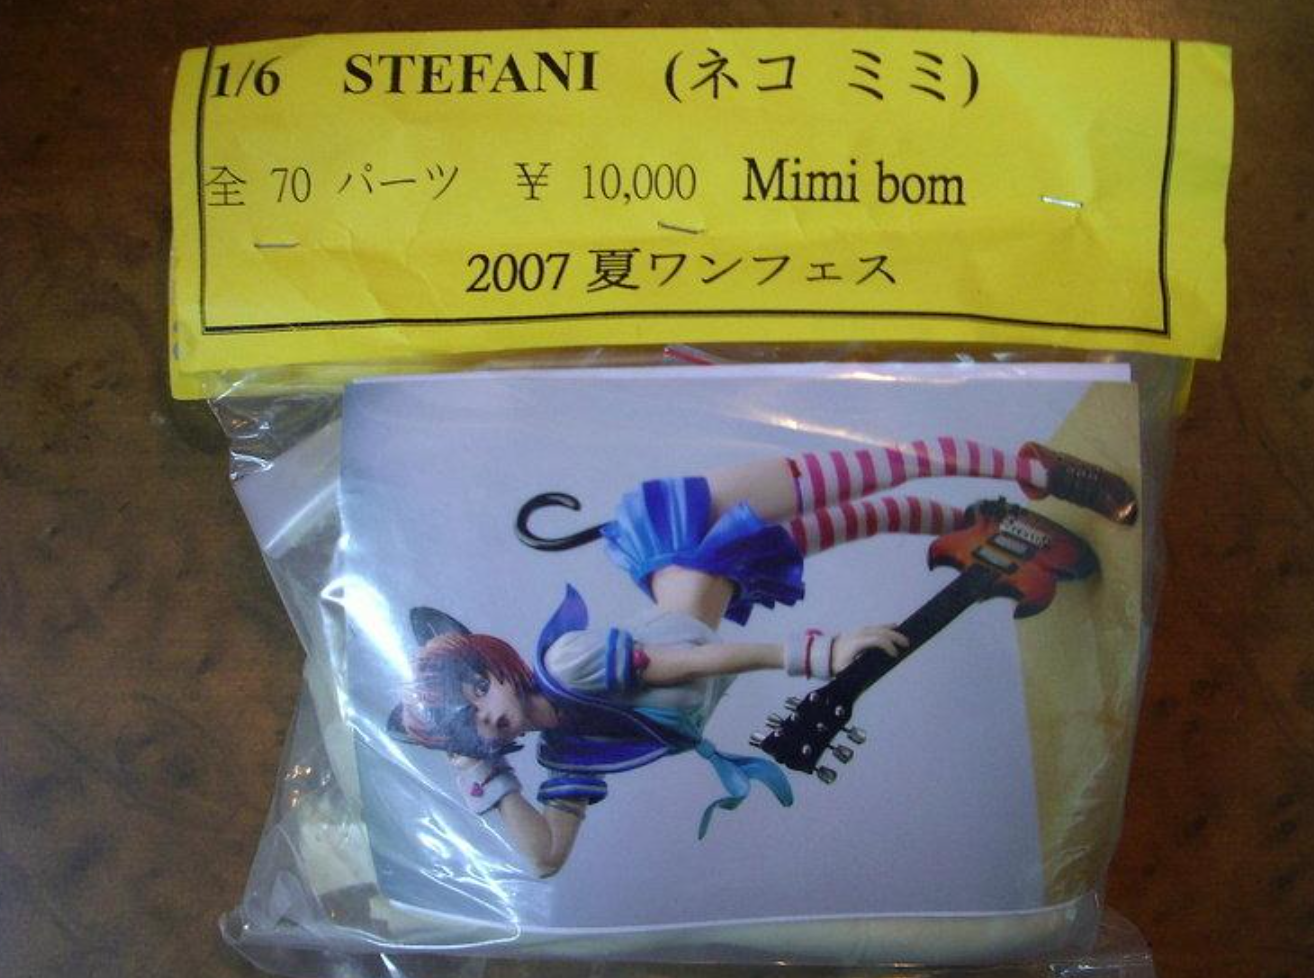 1/6 STEFANI (ネコ ミミ)
全 70 パーツ ￥ 10,000 Mimi bom
2007 夏ワンフェス